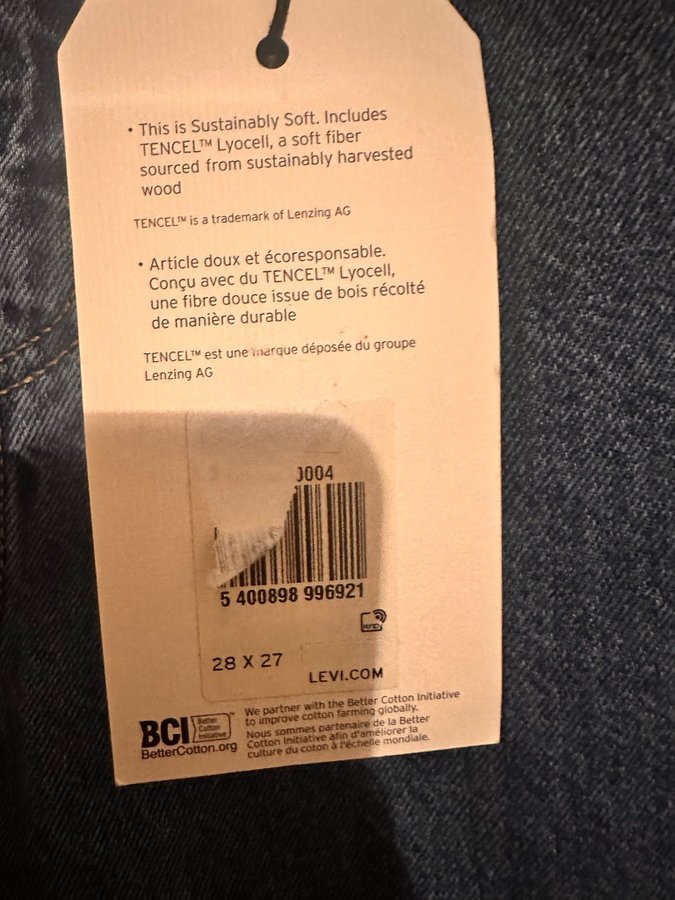 • This is Sustainably Soft. Includes
TENCEL™ Lyocell, a soft fiber
sourced from sustainably harvested
wood
TENCEL™ is a trademark of Lenzing AG
• Article doux et écoresponsable.
Conçu avec du TENCEL™ Lyocell,
une fibre douce issue de bois récolté
de manière durable
TENCEL™ est une marque déposée du groupe
Lenzing AG
0004
5 400898 996921
RFID
28 X 27
LEVI.COM
BCI Better
Cotton
Initiative™
BetterCotton.org
We partner with the Better Cotton Initiative
to improve cotton farming globally.
Nous sommes partenaire de la Better
Cotton Initiative afin d'améliorer la
culture du coton à l'échelle mondiale.